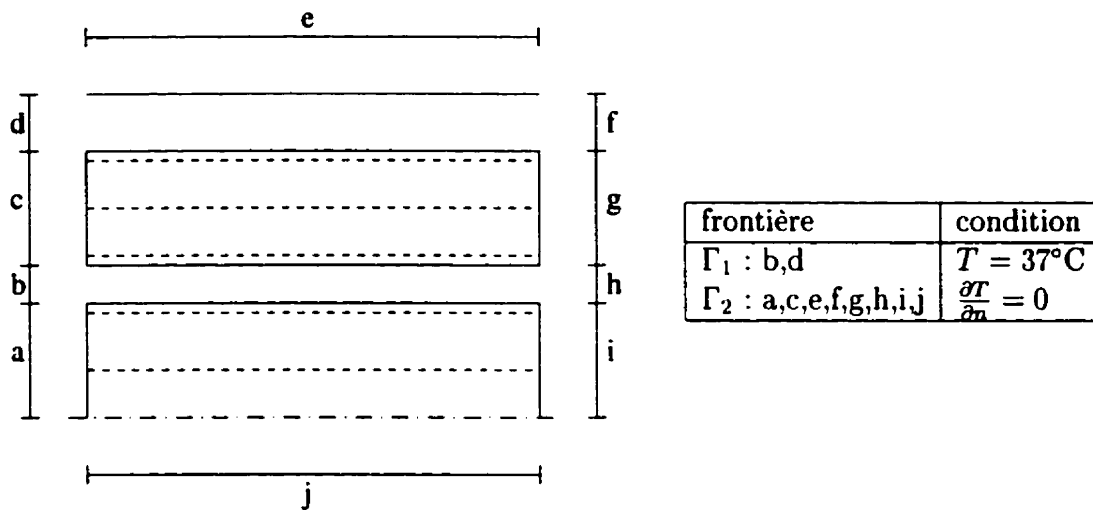 e
d
f
c
g
b
h
a
i
j
frontière condition
Γ₁ : b,d T = 37°C
Γ₂ : a,c,e,f,g,h,i,j ∂T/∂n = 0